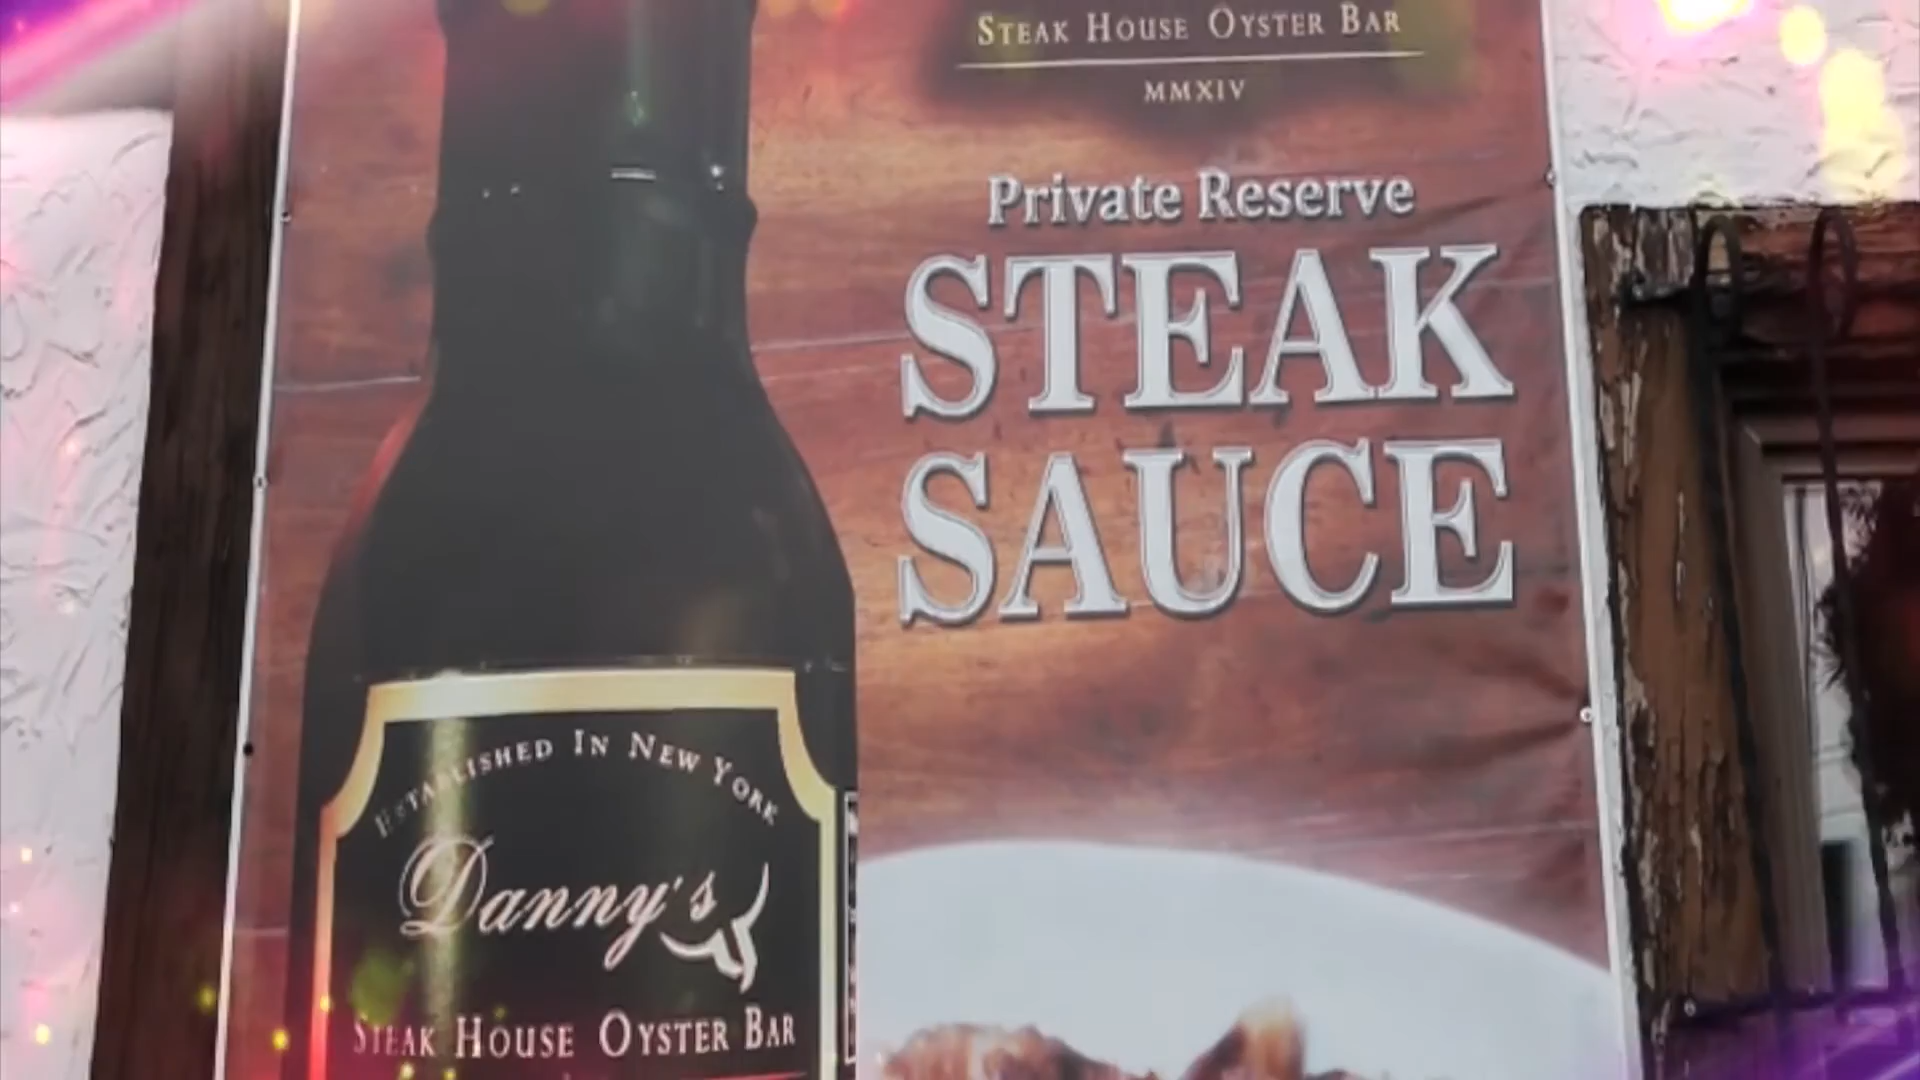 STEAK HOUSE OYSTER BAR
MMXIV
Private Reserve
STEAK
SAUCE
ESTABLISHED IN NEW YORK
Danny's
STEAK HOUSE OYSTER BAR